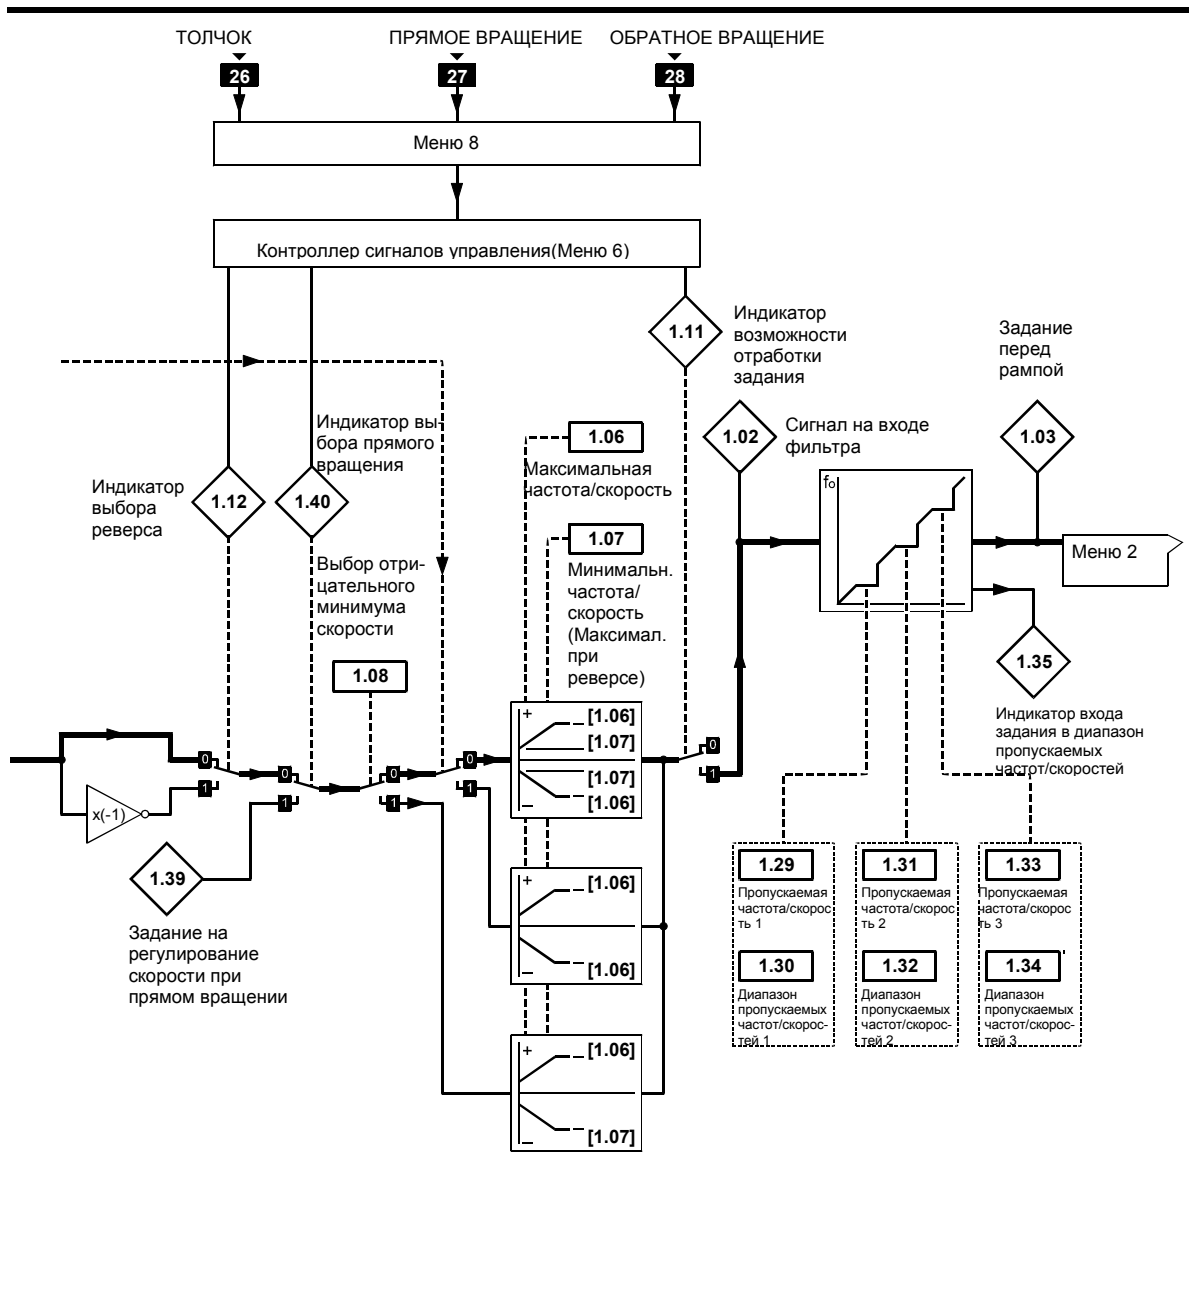 ТОЛЧОК
ПРЯМОЕ ВРАЩЕНИЕ
ОБРАТНОЕ ВРАЩЕНИЕ
26
27
28
Меню 8
Контроллер сигналов управления(Меню 6)
1.11
Индикатор
возможности
отработки
задания
Задание
перед
рампой
Индикатор вы-
бора прямого
вращения
1.06
Максимальная
частота/скорость
1.02
Сигнал на входе
фильтра
1.03
Индикатор
выбора
реверса
1.12
1.40
fo
1.07
Минимальн.
частота/
скорость
(Максимал.
при
реверсе)
Меню 2
Выбор отри-
цательного
минимума
скорости
1.08
1.35
Индикатор входа
задания в диапазон
пропускаемых
частот/скоростей
+
[1.06]
[1.07]
[1.07]
[1.06]
–
0
1
0
1
0
1
0
1
0
1
x(-1)
1.39
Задание на
регулирование
скорости при
прямом вращении
+
[1.06]
[1.06]
–
+
[1.06]
[1.07]
–
1.29
Пропускаемая
частота/скорос
ть 1
1.30
Диапазон
пропускаемых
частот/скорос-
тей 1
1.31
Пропускаемая
частота/скорос
ть 2
1.32
Диапазон
пропускаемых
частот/скорос-
тей 2
1.33
Пропускаемая
частота/скорос
ть 3
1.34
Диапазон
пропускаемых
частот/скорос-
тей 3